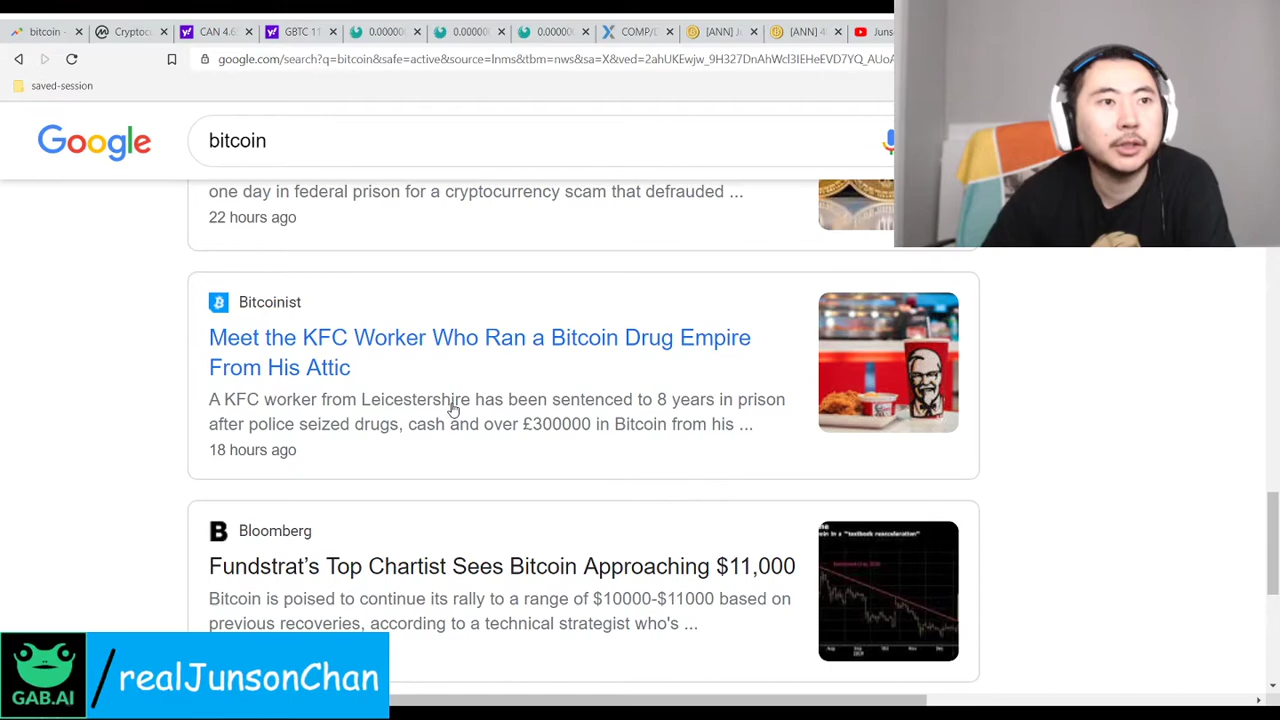 bitcoin -
Cryptoc
CAN 4.6
GBTC 1
0.00000
0.00000
0.00000
COMP/
[ANN] J
[ANN] 4
Juns
google.com/search?q=bitcoin&safe=active&source=lnms&tbm=nws&sa=X&ved=2ahUKEwjw_9H327DnAhWcl3IEHeEVD7YQ_AUoA
saved-session
Google
bitcoin
one day in federal prison for a cryptocurrency scam that defrauded ...
22 hours ago
Bitcoinist
Meet the KFC Worker Who Ran a Bitcoin Drug Empire
From His Attic
A KFC worker from Leicestershire has been sentenced to 8 years in prison
after police seized drugs, cash and over £300000 in Bitcoin from his ...
18 hours ago
B Bloomberg
Fundstrat's Top Chartist Sees Bitcoin Approaching $11,000
Bitcoin is poised to continue its rally to a range of $10000-$11000 based on
previous recoveries, according to a technical strategist who's ...
GAB.AI
/realJunsonChan